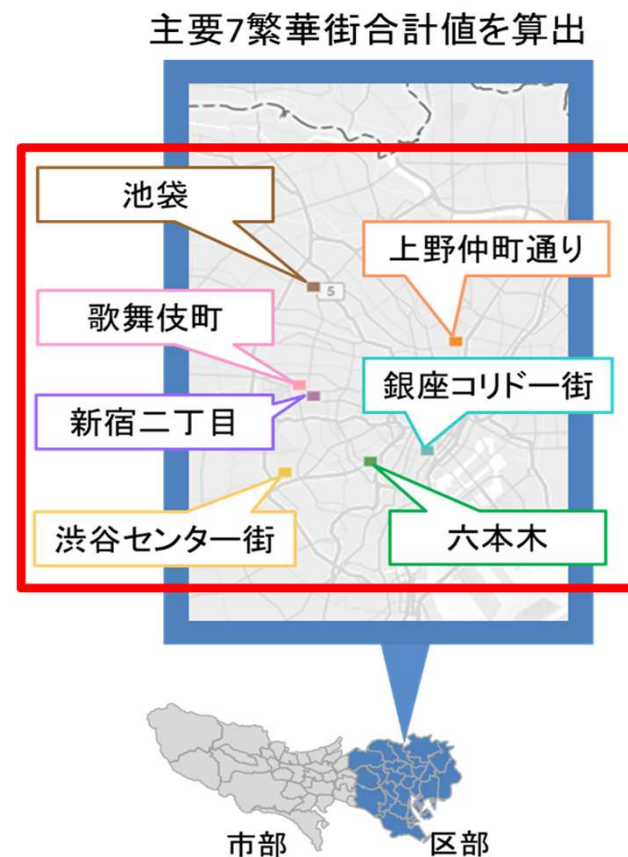 主要7繁華街合計値を算出
池袋
上野仲町通り
5
歌舞伎町
銀座コリドー街
新宿二丁目
渋谷センター街
六本木
市部
区部